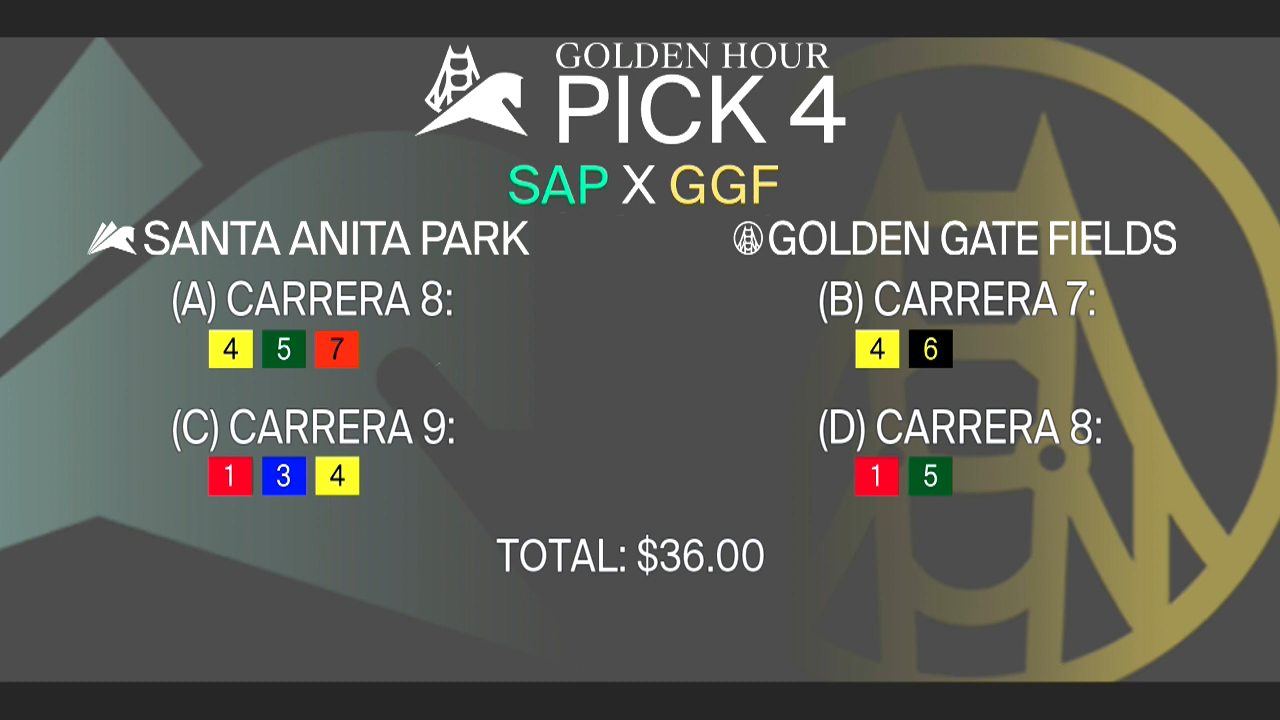 GOLDEN HOUR
PICK 4
SAP X GGF
SANTA ANITA PARK
(A) CARRERA 8:
4 5 7
(C) CARRERA 9:
1 3 4
GOLDEN GATE FIELDS
(B) CARRERA 7:
4 6
(D) CARRERA 8:
1 5
TOTAL: $36.00